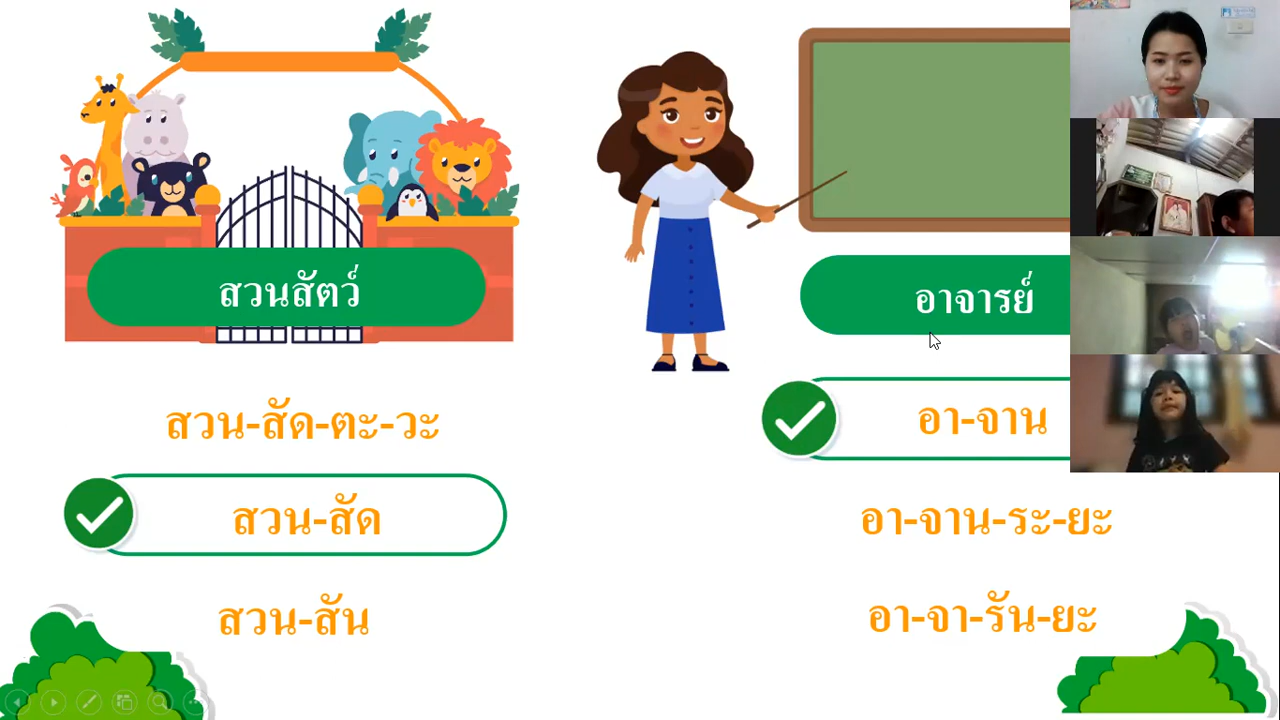 สวนสัตว์
สวน-สัด-ตะ-วะ
สวน-สัด
สวน-สัน
อาจารย์
อา-จาน
อา-จาน-ระ-ยะ
อา-จา-รัน-ยะ